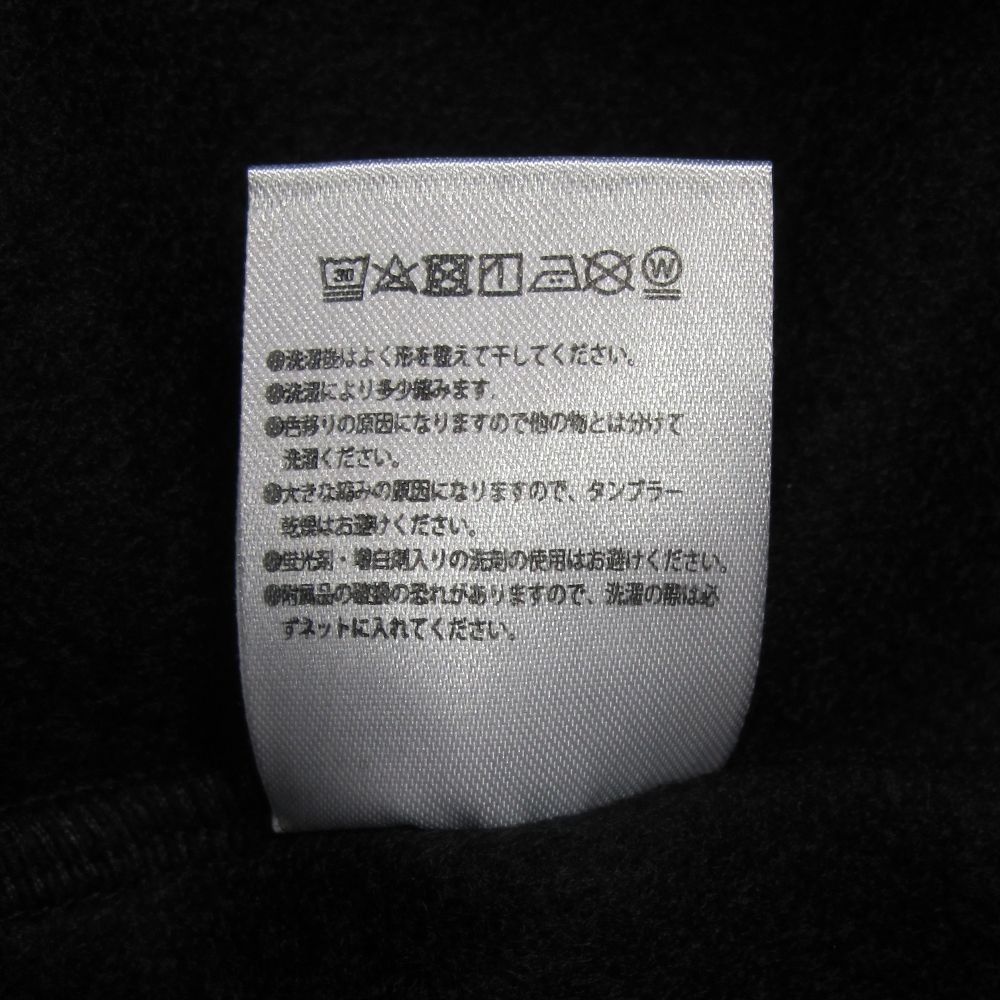 30 W
●洗濯後はよく形を整えて干してください。
●洗濯により多少縮みます。
●色移りの原因になりますので他の物とは分けて
洗濯ください。
●大きな縮みの原因になりますので、タンブラー
乾燥はお避けください。
●蛍光剤・増白剤入りの洗剤の使用はお避けください。
●附属品の破損の恐れがありますので、洗濯の際は必
ずネットに入れてください。